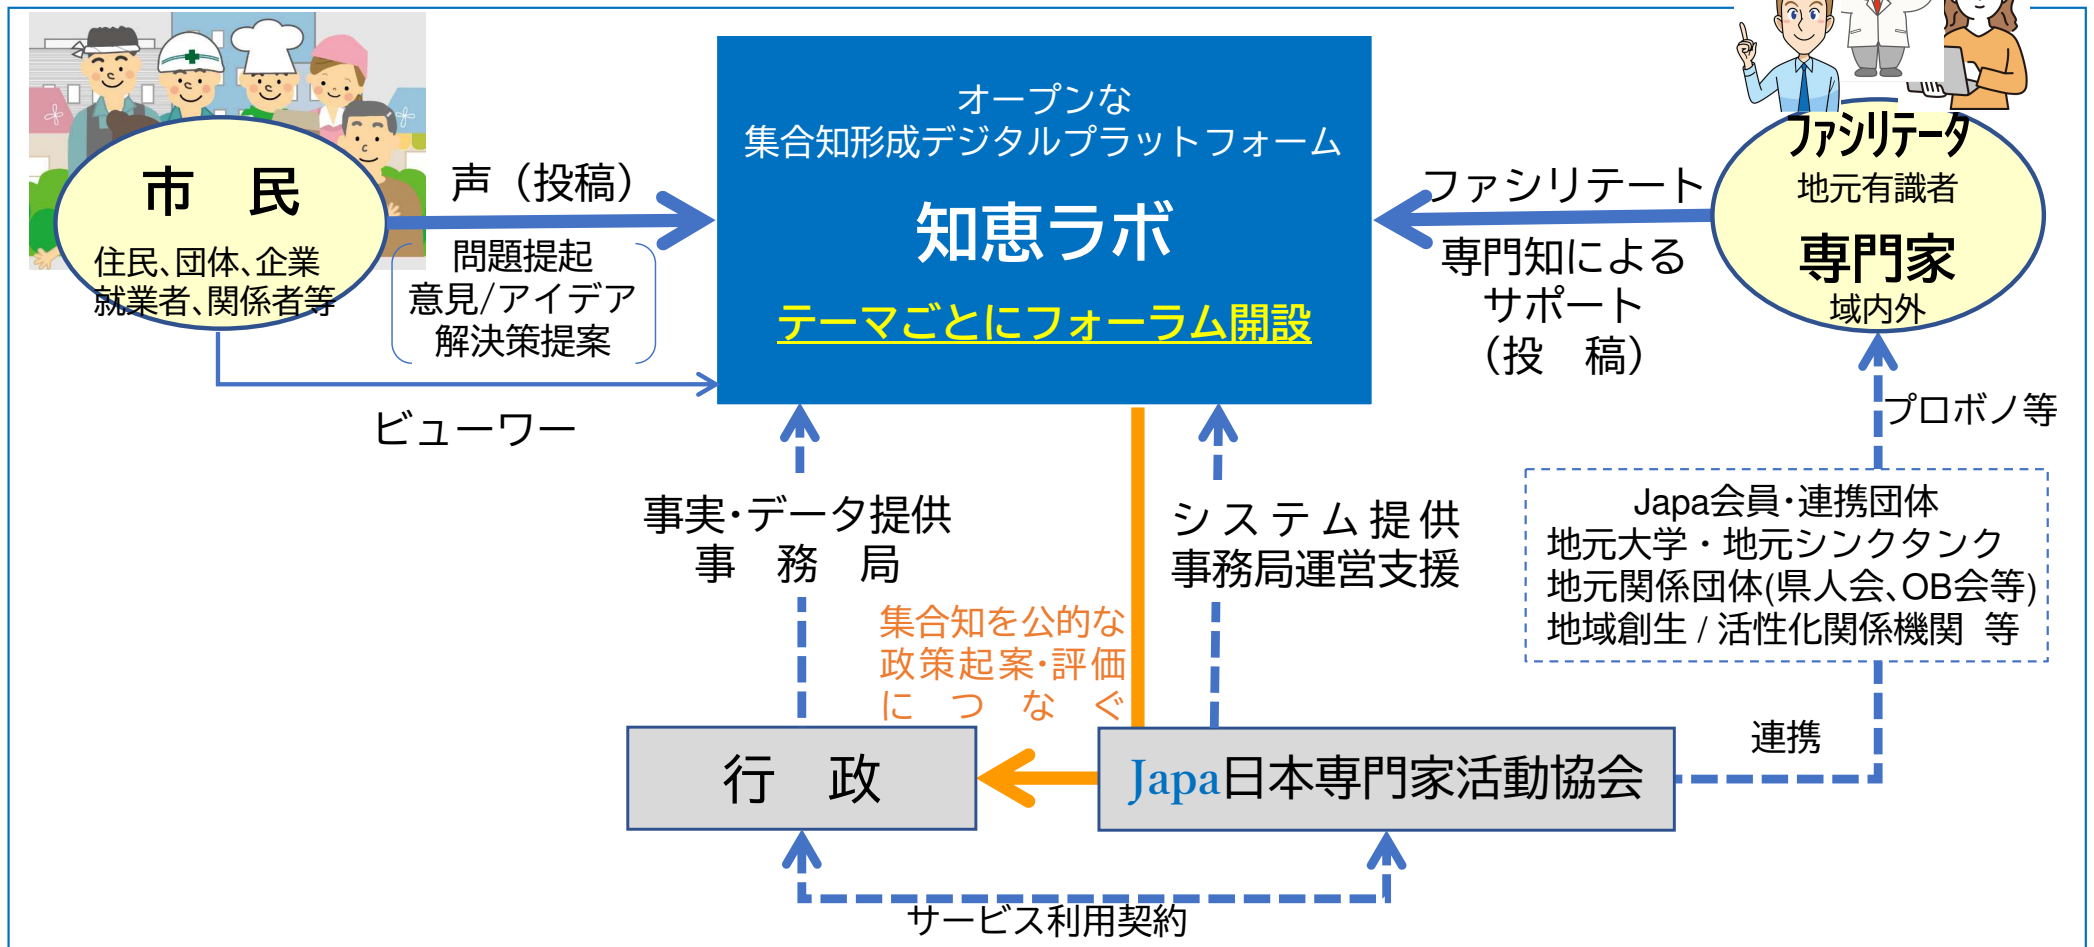 オープンな
集合知形成デジタルプラットフォーム
知恵ラボ
テーマごとにフォーラム開設
市　民
住民、団体、企業
就業者、関係者等
声（投稿）
問題提起
意見/アイデア
解決策提案
ビューワー
ファシリテート
専門知による
サポート
（投　稿）
ファシリテータ
地元有識者
専門家
域内外
プロボノ等
Japa会員・連携団体
地元大学・地元シンクタンク
地元関係団体(県人会、OB会等)
地域創生 / 活性化関係機関 等
連携
事実・データ提供
事　務　局
システム提供
事務局運営支援
集合知を公的な
政策起案・評価
につなぐ
行　政
Japa日本専門家活動協会
サービス利用契約